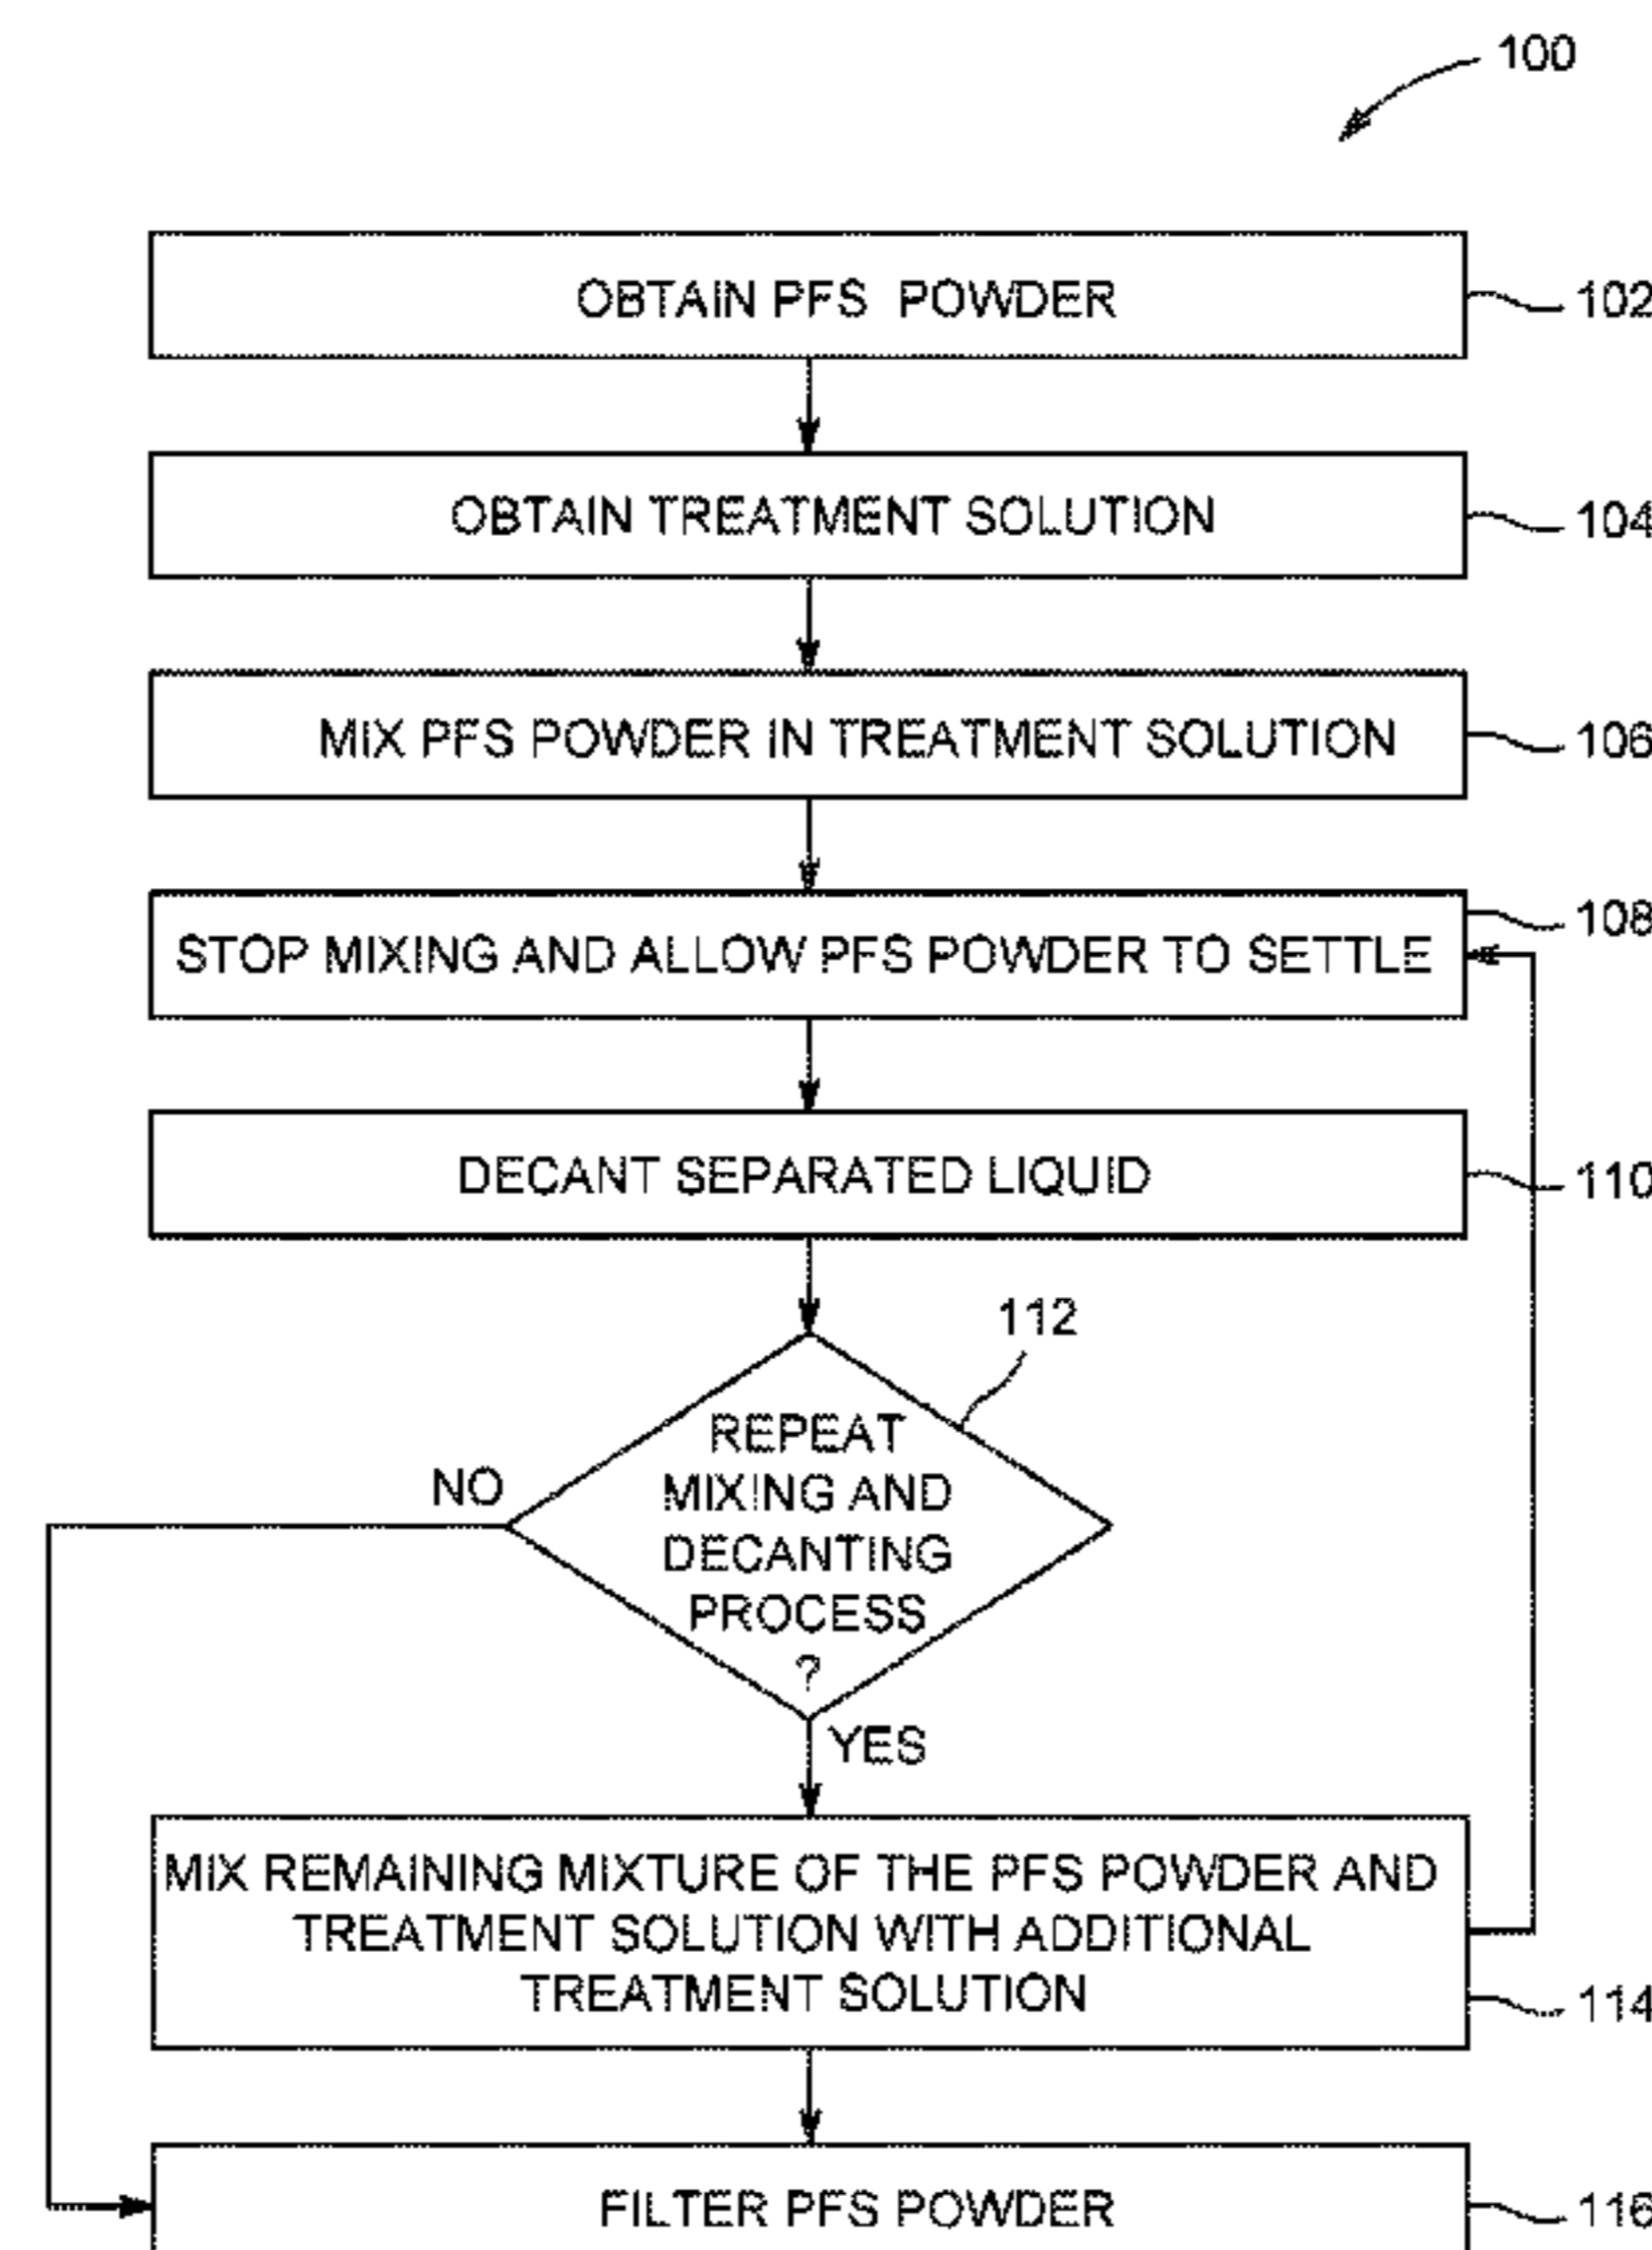 100
OBTAIN PFS POWDER
102
OBTAIN TREATMENT SOLUTION
104
MIX PFS POWDER IN TREATMENT SOLUTION
106
STOP MIXING AND ALLOW PFS POWDER TO SETTLE
108
DECANT SEPARATED LIQUID
110
112
REPEAT
MIXING AND
DECANTING
PROCESS
?
NO
YES
MIX REMAINING MIXTURE OF THE PFS POWDER AND
TREATMENT SOLUTION WITH ADDITIONAL
TREATMENT SOLUTION
114
FILTER PFS POWDER
116